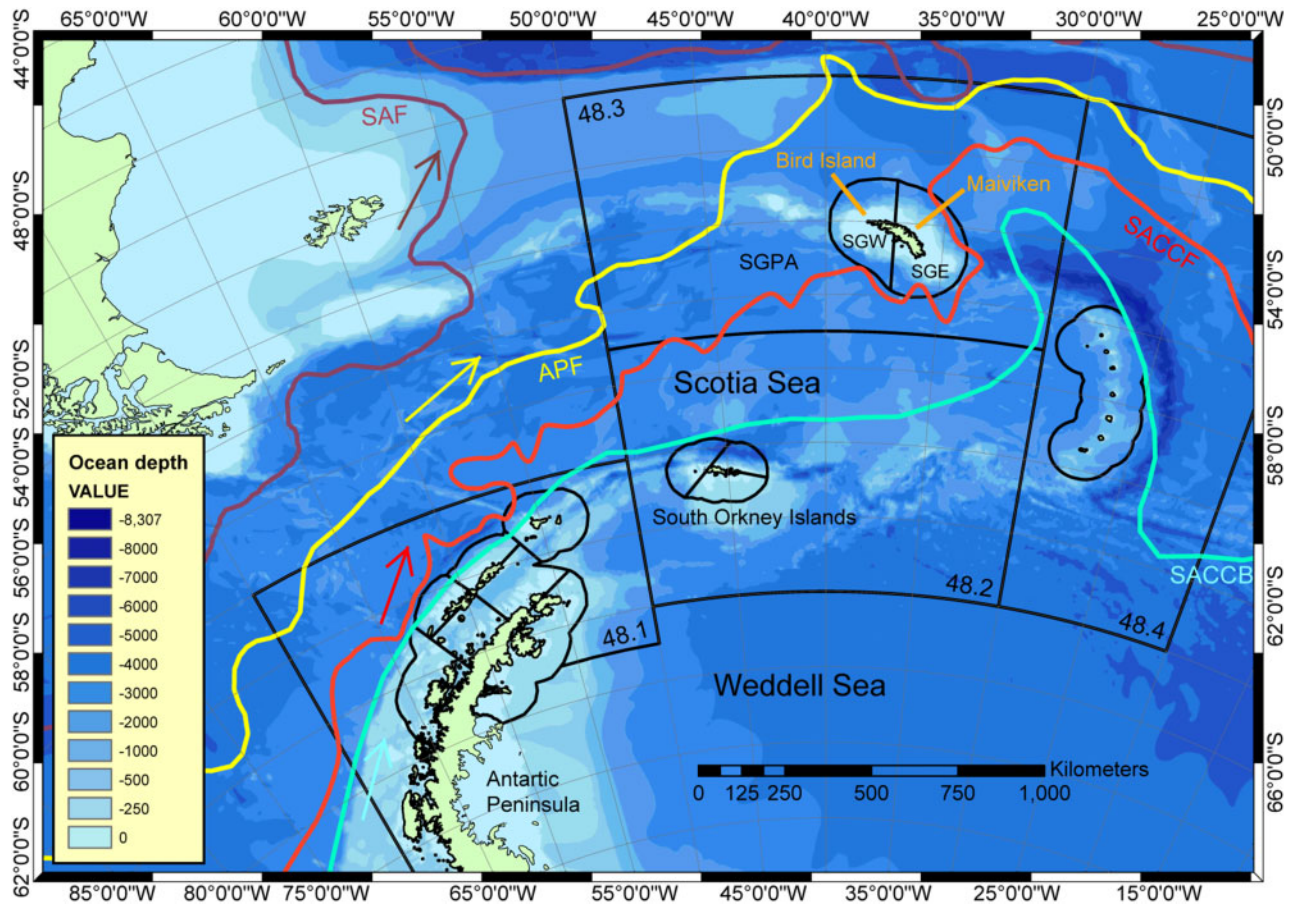 65°0'0"W 60°0'0"W 55°0'0"W 50°0'0"W 45°0'0"W 40°0'0"W 35°0'0"W 30°0'0"W 25°0'0"W
44°0'0"S
48°0'0"S
52°0'0"S
54°0'0"S
56°0'0"S
58°0'0"S
60°0'0"S
62°0'0"S
50°0'0"S
54°0'0"S
58°0'0"S
62°0'0"S
66°0'0"S
SAF
48.3
Bird Island
Maiviken
SGW
SGE
SGPA
SACCF
APF
Scotia Sea
South Orkney Islands
SACCB
48.2
48.4
48.1
Weddell Sea
Antartic
Peninsula
Ocean depth
VALUE
-8,307
-8000
-7000
-6000
-5000
-4000
-3000
-2000
-1000
-500
-250
0
Kilometers
0 125 250 500 750 1,000
85°0'0"W 80°0'0"W 75°0'0"W 65°0'0"W 55°0'0"W 45°0'0"W 35°0'0"W 25°0'0"W 15°0'0"W